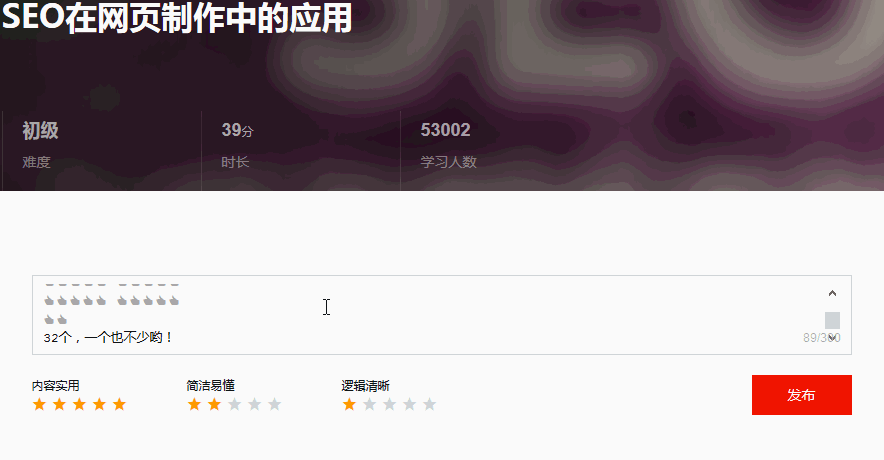 SEO在网页制作中的应用
初级
39分
53002
难度
时长
学习人数
32个，一个也不少哟！
89/300
内容实用
简洁易懂
逻辑清晰
发布